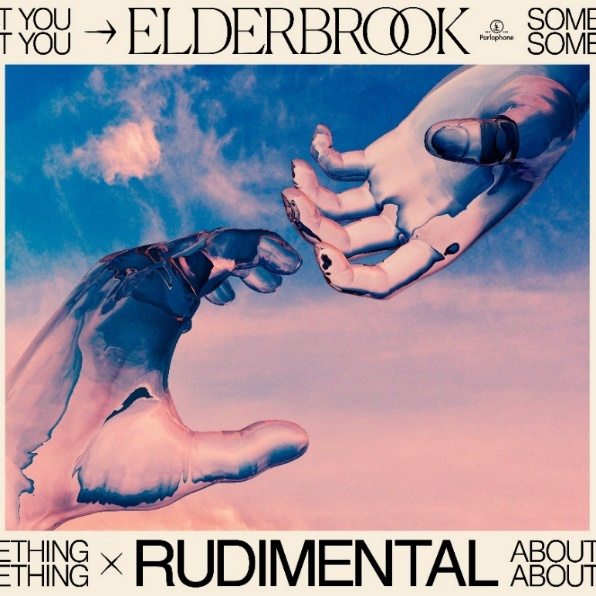 T YOU → ELDERBROOK Parlophone SOME
T YOU SOME
ETHING × RUDIMENTAL ABOUT
ETHING ABOUT